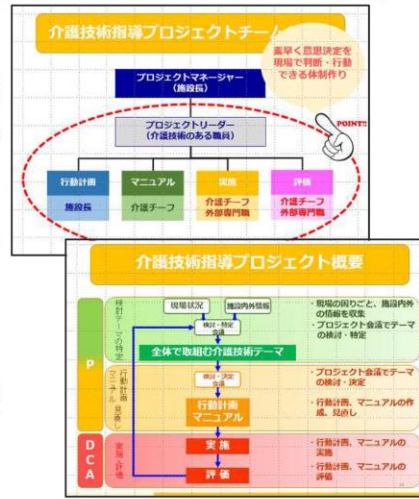 介護技術指導プロジェクトチーム
素早く意思決定を
現場で判断・行動
できる体制作り
プロジェクトマネージャー
(施設長)
POINT!!
プロジェクトリーダー
(介護技術のある職員)
行動計画
マニュアル
実施
評価
施設長
介護チーフ
介護チーフ
外部専門職
介護チーフ
外部専門職
介護技術指導プロジェクト概要
P
検討テーマの特定
現場状況
施設内外情報
検討・特定
会議
全体で取組む介護技術テーマ
・現場の困りごと、施設内外
の情報を収集
・プロジェクト会議でテーマ
の検討・特定
行動計画
マニュアル 見直し
検討・決定
会議
行動計画
マニュアル
・プロジェクト会議でテーマ
の検討・決定
・行動計画、マニュアルの作
成、見直し
D
C
A
実施・評価
実施
評価
・行動計画、マニュアルの
実施
・行動計画、マニュアルの
評価